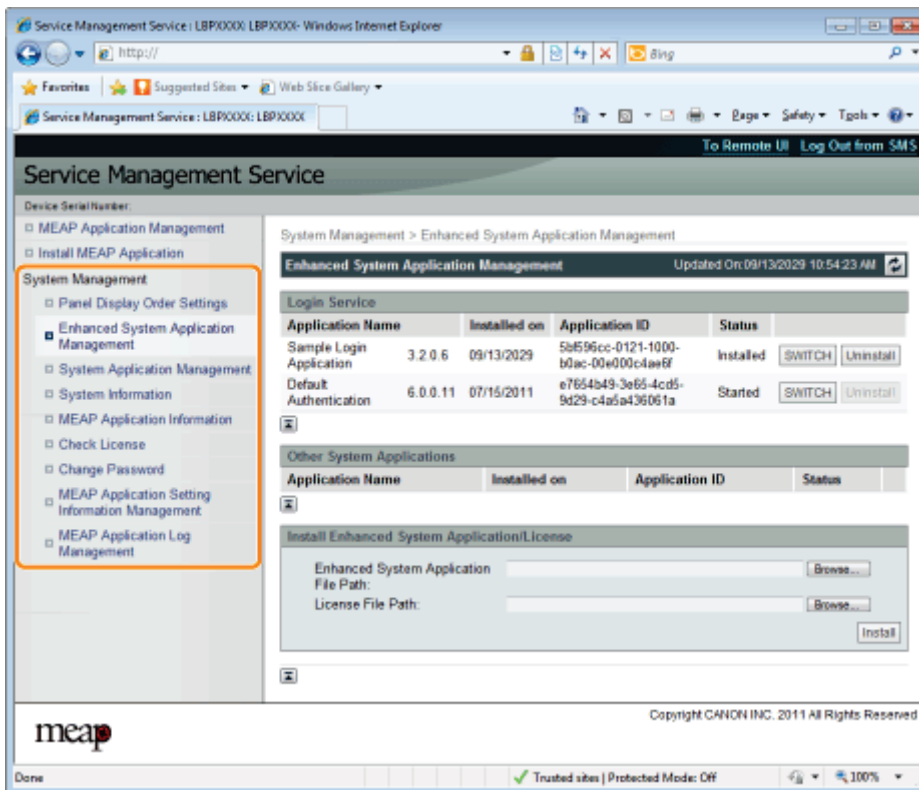 Service Management Service : LBPXXXX: LBPXXXX- Windows Internet Explorer
http://
Bing
Favorites
Suggested Sites
Web Slice Gallery
Service Management Service : LBPXXXX: LBPXXXX
Page
Safety
Tools
To Remote UI Log Out from SMS
Service Management Service
Device Serial Number:
MEAP Application Management
Install MEAP Application
System Management
Panel Display Order Settings
Enhanced System Application
Management
System Application Management
System Information
MEAP Application Information
Check License
Change Password
MEAP Application Setting
Information Management
MEAP Application Log
Management
System Management > Enhanced System Application Management
Enhanced System Application Management Updated On:09/13/2029 10:54:23 AM
Login Service
Application Name Installed on Application ID Status
Sample Login
Application 3.2.0.6 09/13/2029 5bf596cc-0121-1000-
b0ac-00e000c4ae6f Installed SWITCH Uninstall
Default
Authentication 6.0.0.11 07/15/2011 e7654b49-3e65-4cd5-
9d29-c4a5a436061a Started SWITCH Uninstall
Other System Applications
Application Name Installed on Application ID Status
Install Enhanced System Application/License
Enhanced System Application
File Path: Browse...
License File Path: Browse...
Install
Copyright CANON INC. 2011 All Rights Reserved
meap
Done
Trusted sites | Protected Mode: Off
100%